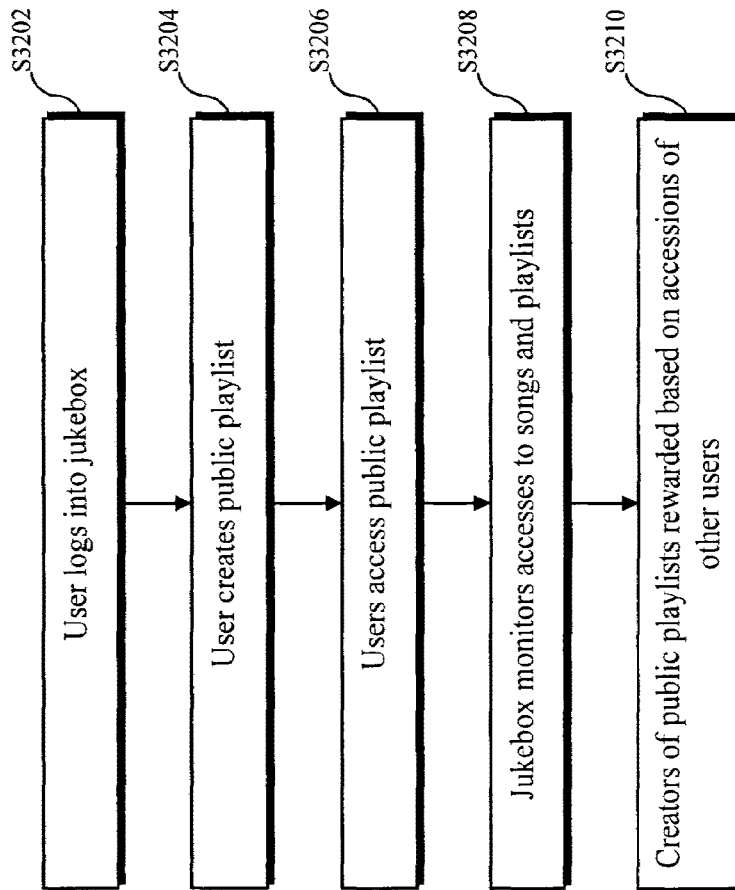 User logs into jukebox
S3202
User creates public playlist
S3204
Users access public playlist
S3206
Jukebox monitors accesses to songs and playlists
S3208
Creators of public playlists rewarded based on accessions of
other users
S3210